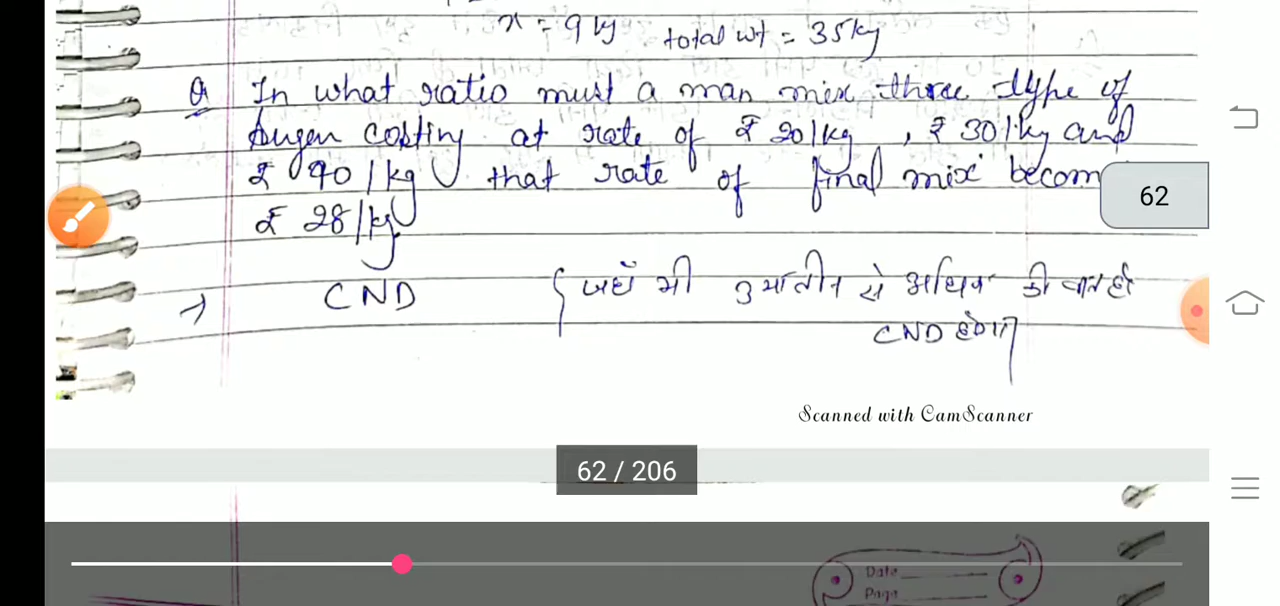 x = 9 kg total wt = 35kg
Q In what ratio must a man mix three type of
Sugar costing at rate of ₹ 20/kg, ₹ 30/kg and
₹ 40/kg that rate of final mix becom
62
₹ 28/kg
→ CND { जहाँ भी 3 या तीन से अधिक की बात हो
CND होगा
Scanned with CamScanner
62 / 206
Date
Page